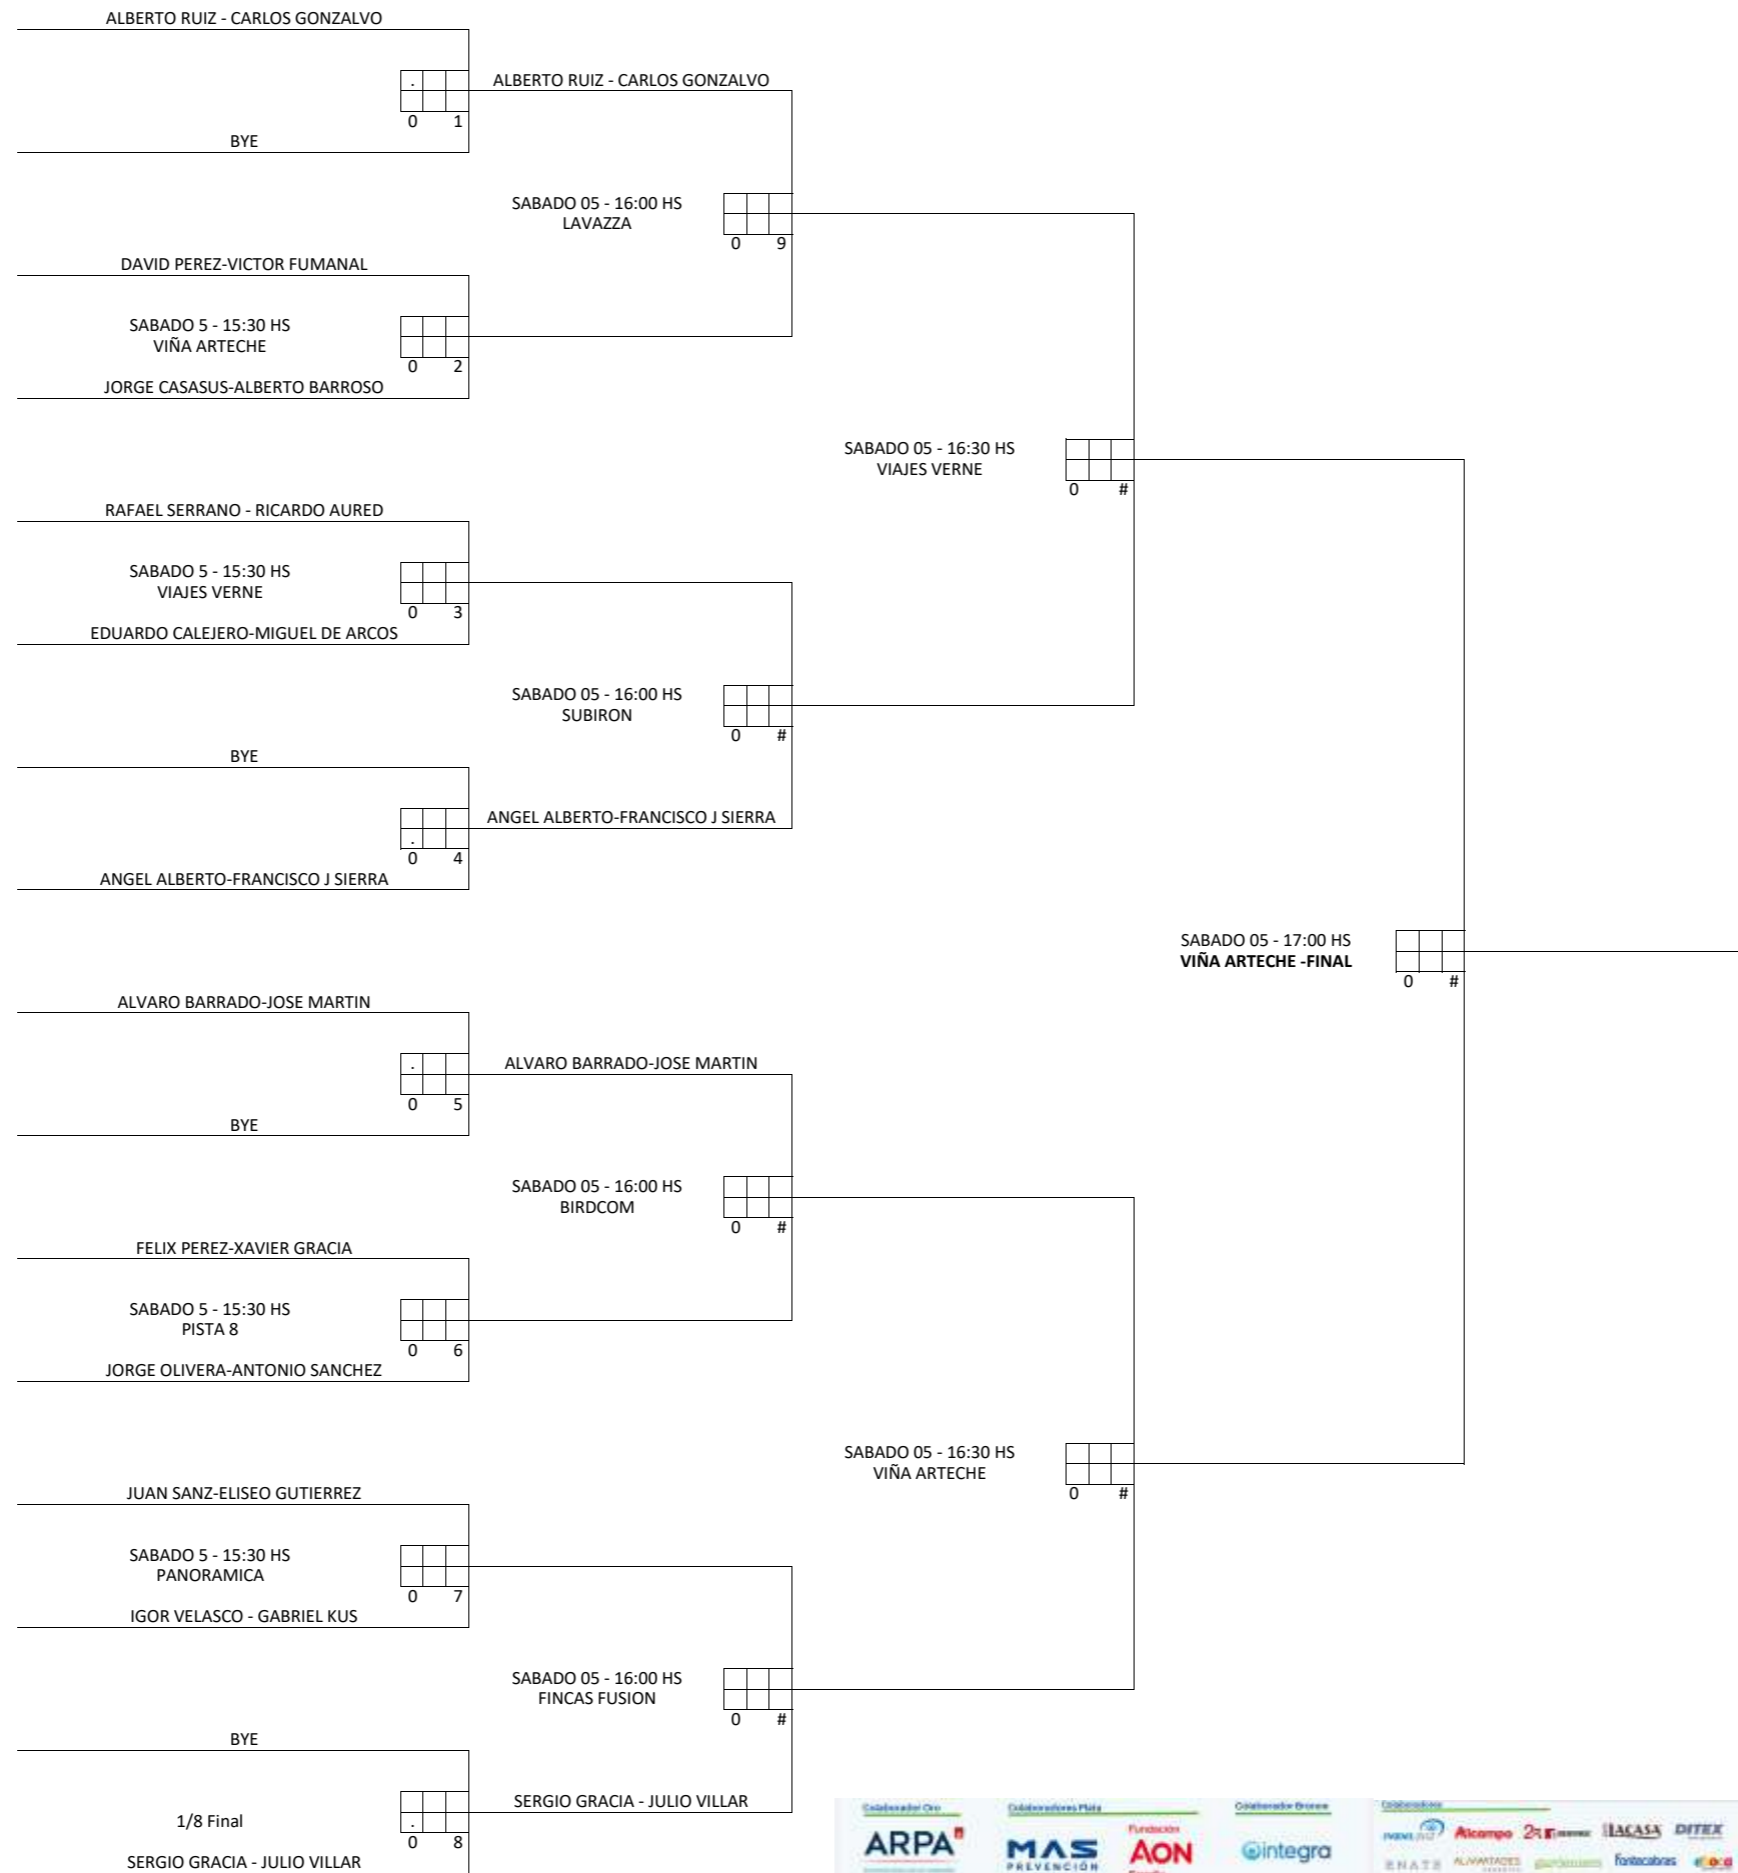 ALBERTO RUIZ - CARLOS GONZALVO
.
ALBERTO RUIZ - CARLOS GONZALVO
0 1
BYE
SABADO 05 - 16:00 HS
LAVAZZA
0 9
DAVID PEREZ-VICTOR FUMANAL
SABADO 5 - 15:30 HS
VIÑA ARTECHE
0 2
JORGE CASASUS-ALBERTO BARROSO
SABADO 05 - 16:30 HS
VIAJES VERNE
0 #
RAFAEL SERRANO - RICARDO AURED
SABADO 5 - 15:30 HS
VIAJES VERNE
0 3
EDUARDO CALEJERO-MIGUEL DE ARCOS
SABADO 05 - 16:00 HS
SUBIRON
0 #
BYE
ANGEL ALBERTO-FRANCISCO J SIERRA
.
0 4
ANGEL ALBERTO-FRANCISCO J SIERRA
SABADO 05 - 17:00 HS
VIÑA ARTECHE -FINAL
0 #
ALVARO BARRADO-JOSE MARTIN
.
ALVARO BARRADO-JOSE MARTIN
0 5
BYE
SABADO 05 - 16:00 HS
BIRDCOM
0 #
FELIX PEREZ-XAVIER GRACIA
SABADO 5 - 15:30 HS
PISTA 8
0 6
JORGE OLIVERA-ANTONIO SANCHEZ
SABADO 05 - 16:30 HS
VIÑA ARTECHE
0 #
JUAN SANZ-ELISEO GUTIERREZ
SABADO 5 - 15:30 HS
PANORAMICA
0 7
IGOR VELASCO - GABRIEL KUS
SABADO 05 - 16:00 HS
FINCAS FUSION
0 #
BYE
SERGIO GRACIA - JULIO VILLAR
1/8 Final
.
0 8
SERGIO GRACIA - JULIO VILLAR
Colaborador Oro
Colaboradores Plata
Colaborador Bronce
Colaboradores
ARPA
MAS
PREVENCIÓN
Fundación
AON
integra
Alcampo
LACASA
DITEX
ENATE
fontecabras